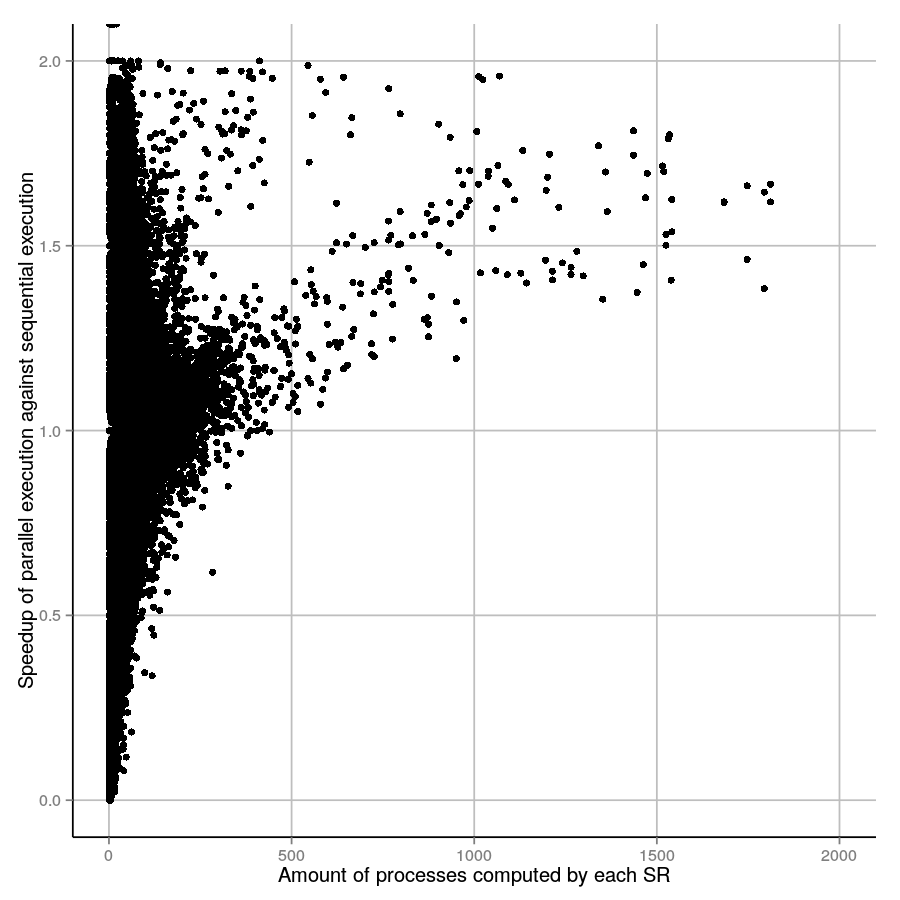 Speedup of parallel execution against sequential execution
2.0
1.5
1.0
0.5
0.0
0 500 1000 1500 2000
Amount of processes computed by each SR